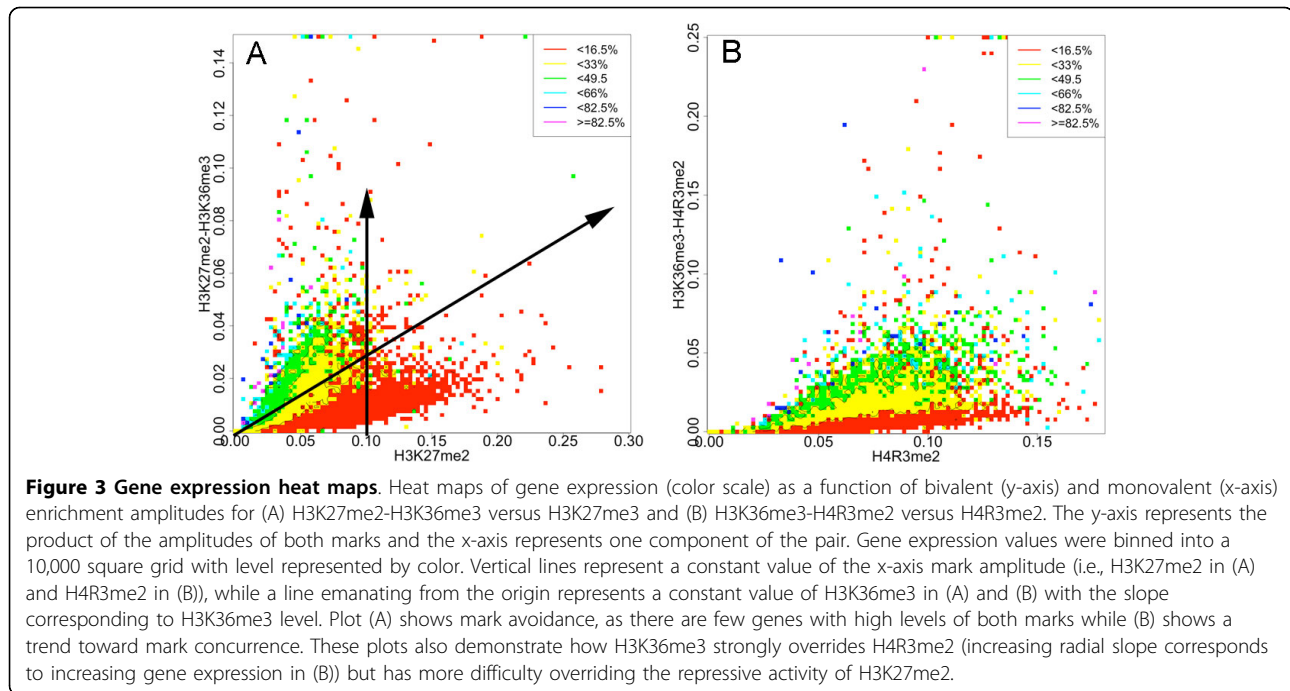 A
<16.5%
<33%
<49.5
<66%
<82.5%
>=82.5%
H3K27me2-H3K36me3
0.14
0.12
0.10
0.08
0.06
0.04
0.02
0.00
0.00 0.05 0.10 0.15 0.20 0.25 0.30
H3K27me2
B
<16.5%
<33%
<49.5
<66%
<82.5%
>=82.5%
H3K36me3-H4R3me2
0.25
0.20
0.15
0.10
0.05
0.00
0.00 0.05 0.10 0.15
H4R3me2
Figure 3 Gene expression heat maps. Heat maps of gene expression (color scale) as a function of bivalent (y-axis) and monovalent (x-axis)
enrichment amplitudes for (A) H3K27me2-H3K36me3 versus H3K27me3 and (B) H3K36me3-H4R3me2 versus H4R3me2. The y-axis represents the
product of the amplitudes of both marks and the x-axis represents one component of the pair. Gene expression values were binned into a
10,000 square grid with level represented by color. Vertical lines represent a constant value of the x-axis mark amplitude (i.e., H3K27me2 in (A)
and H4R3me2 in (B)), while a line emanating from the origin represents a constant value of H3K36me3 in (A) and (B) with the slope
corresponding to H3K36me3 level. Plot (A) shows mark avoidance, as there are few genes with high levels of both marks while (B) shows a
trend toward mark concurrence. These plots also demonstrate how H3K36me3 strongly overrides H4R3me2 (increasing radial slope corresponds
to increasing gene expression in (B)) but has more difficulty overriding the repressive activity of H3K27me2.